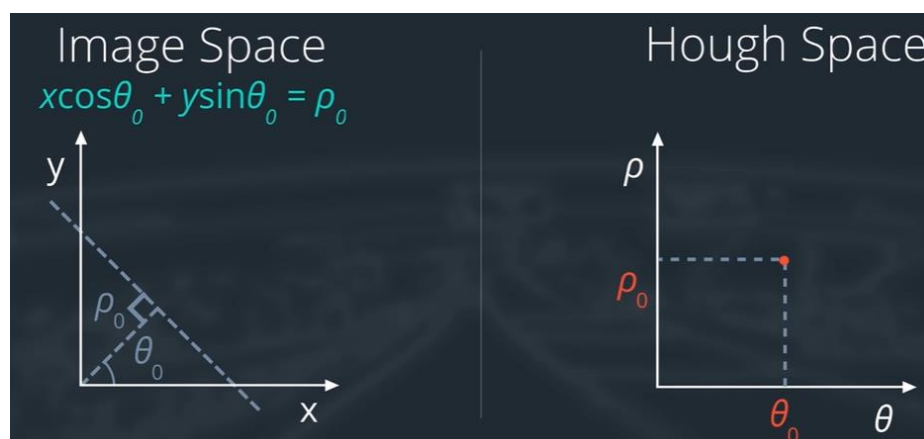 Image Space
xcosθ₀ + ysinθ₀ = ρ₀
y
ρ₀
θ₀
x
Hough Space
ρ
ρ₀
θ₀
θ